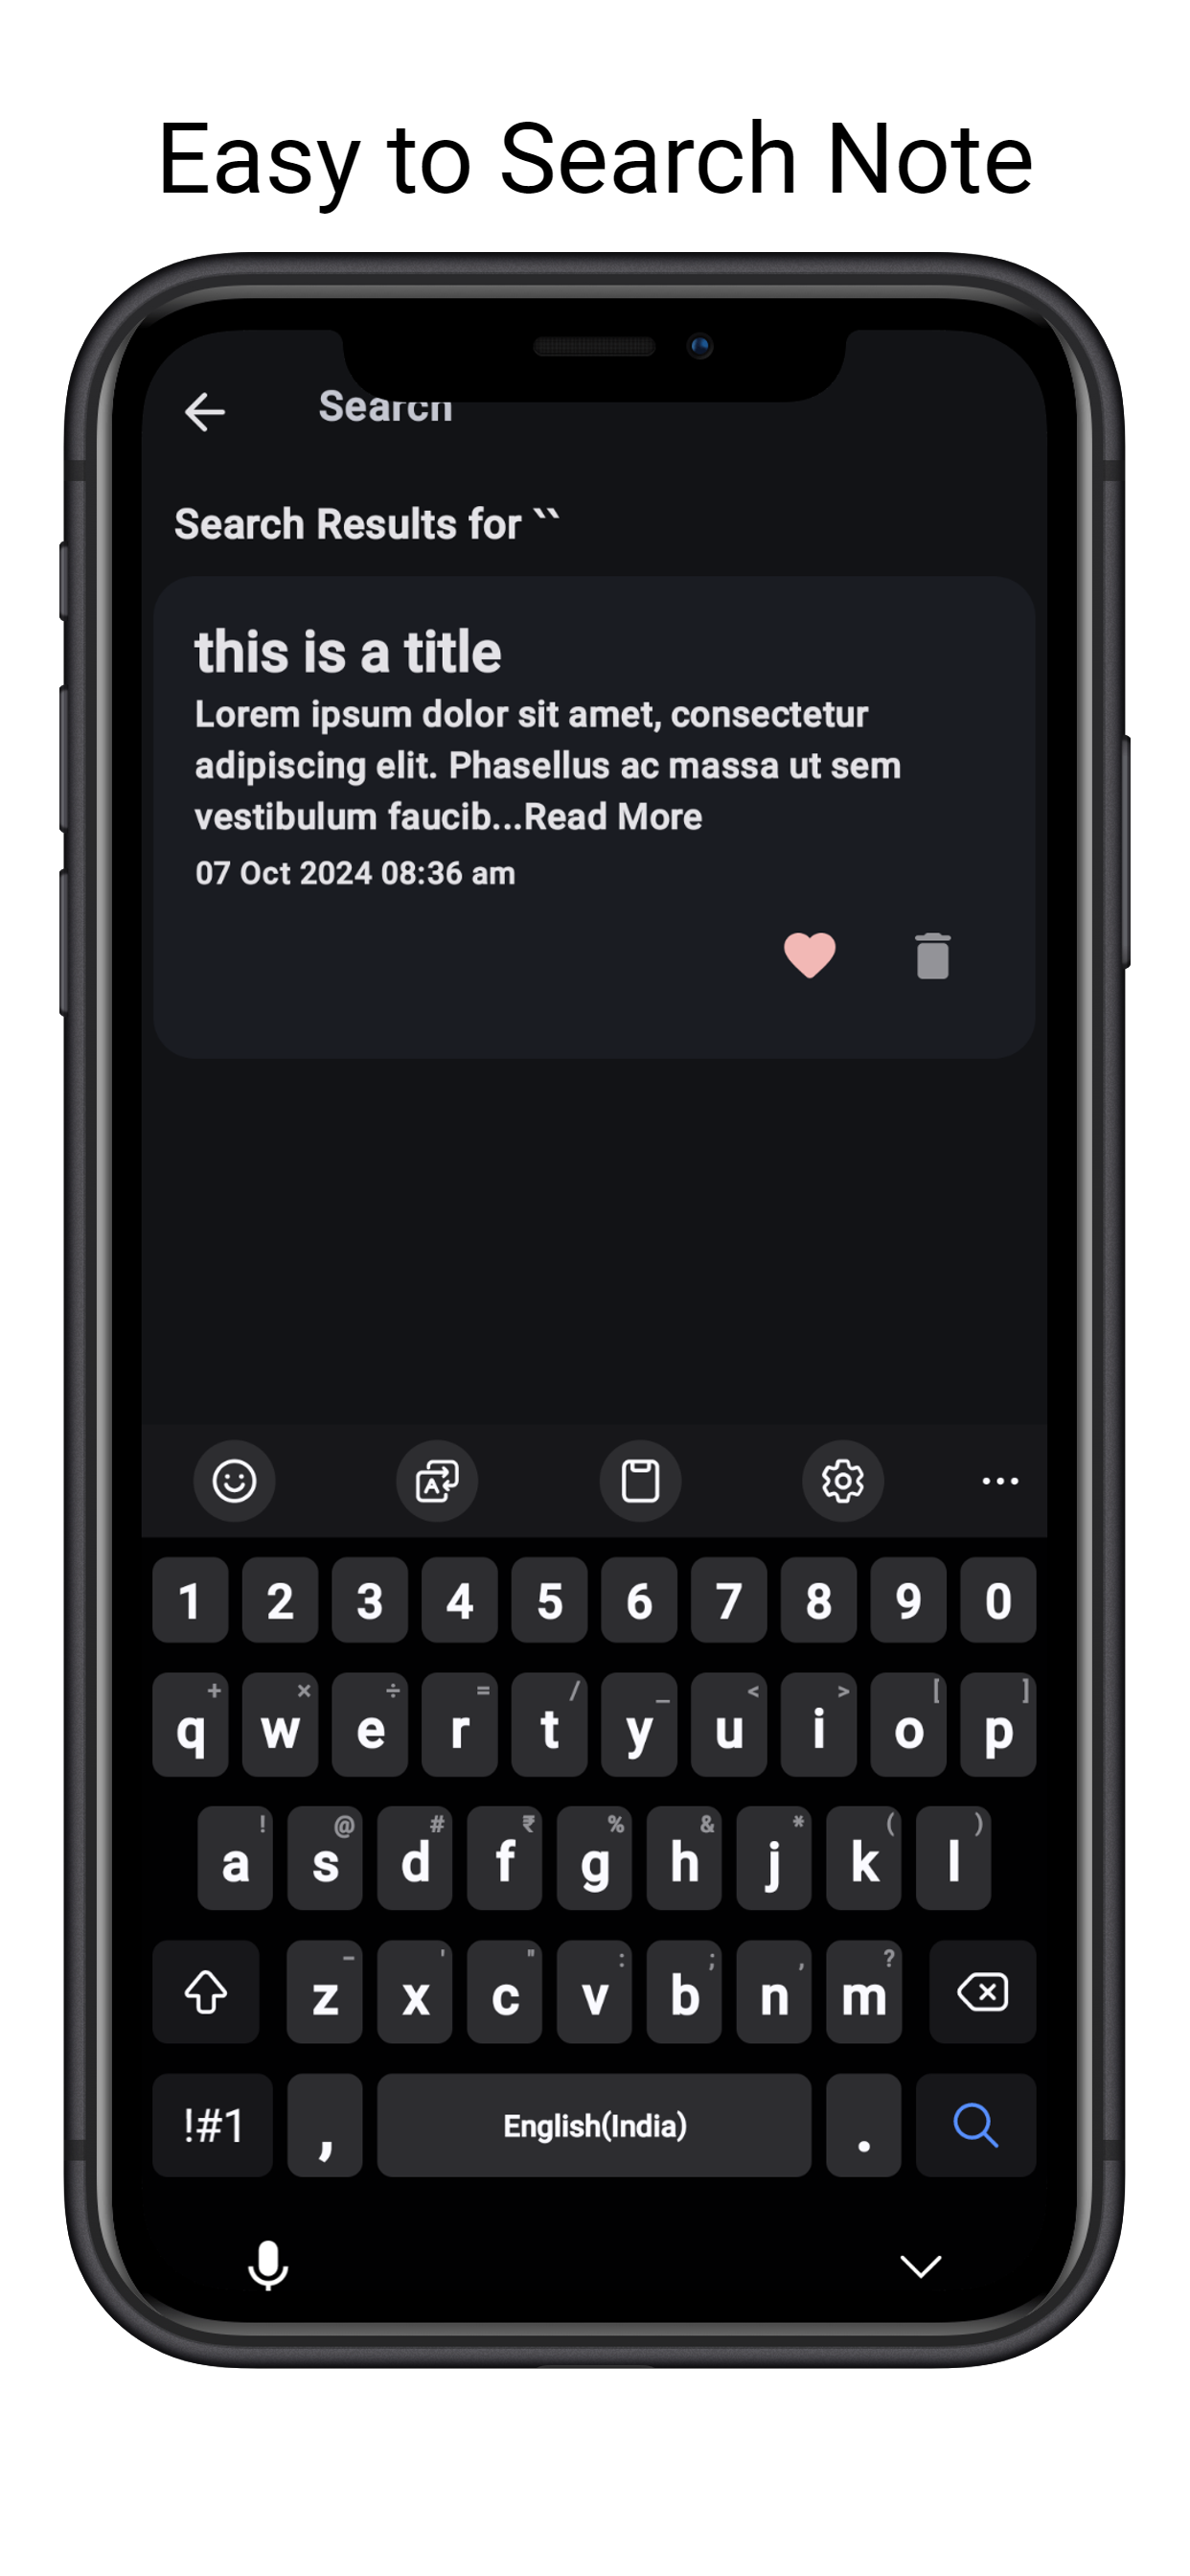 Easy to Search Note
Search
Search Results for ``
this is a title
Lorem ipsum dolor sit amet, consectetur
adipiscing elit. Phasellus ac massa ut sem
vestibulum faucib...Read More
07 Oct 2024 08:36 am
A
1 2 3 4 5 6 7 8 9 0
+ × ÷ = / _ < > [ ]
q w e r t y u i o p
! @ # ₹ % & * ( )
a s d f g h j k l
- ' " : ; , ?
z x c v b n m
!#1 , English(India) .